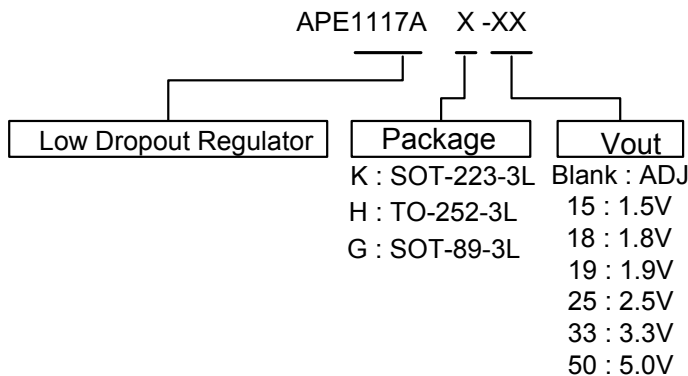 APE1117A X -XX
Low Dropout Regulator
Package
K : SOT-223-3L
H : TO-252-3L
G : SOT-89-3L
Vout
Blank : ADJ
15 : 1.5V
18 : 1.8V
19 : 1.9V
25 : 2.5V
33 : 3.3V
50 : 5.0V